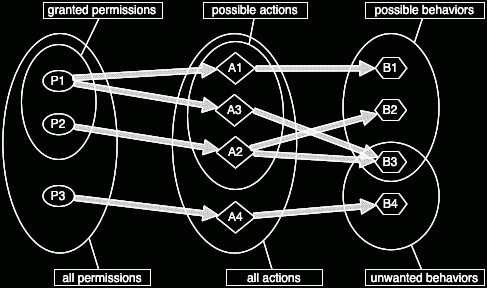 granted permissions
possible actions
possible behaviors
P1
A1
B1
A3
B2
P2
A2
B3
P3
A4
B4
all permissions
all actions
unwanted behaviors